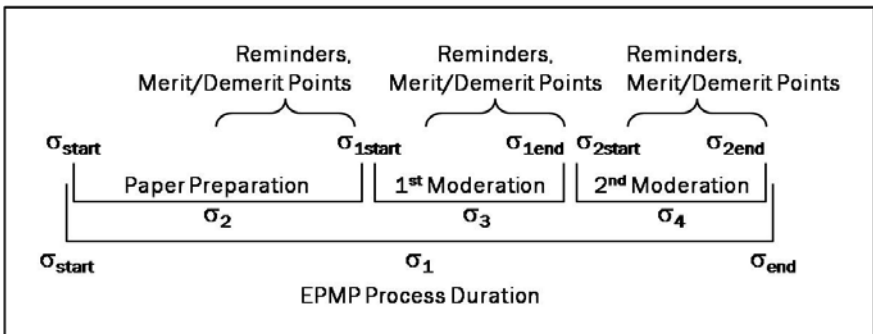 Reminders, Reminders, Reminders,
Merit/Demerit Points Merit/Demerit Points Merit/Demerit Points
σstart σ1start σ1end σ2start σ2end
Paper Preparation 1st Moderation 2nd Moderation
σ2 σ3 σ4
σstart σ1 σend
EPMP Process Duration